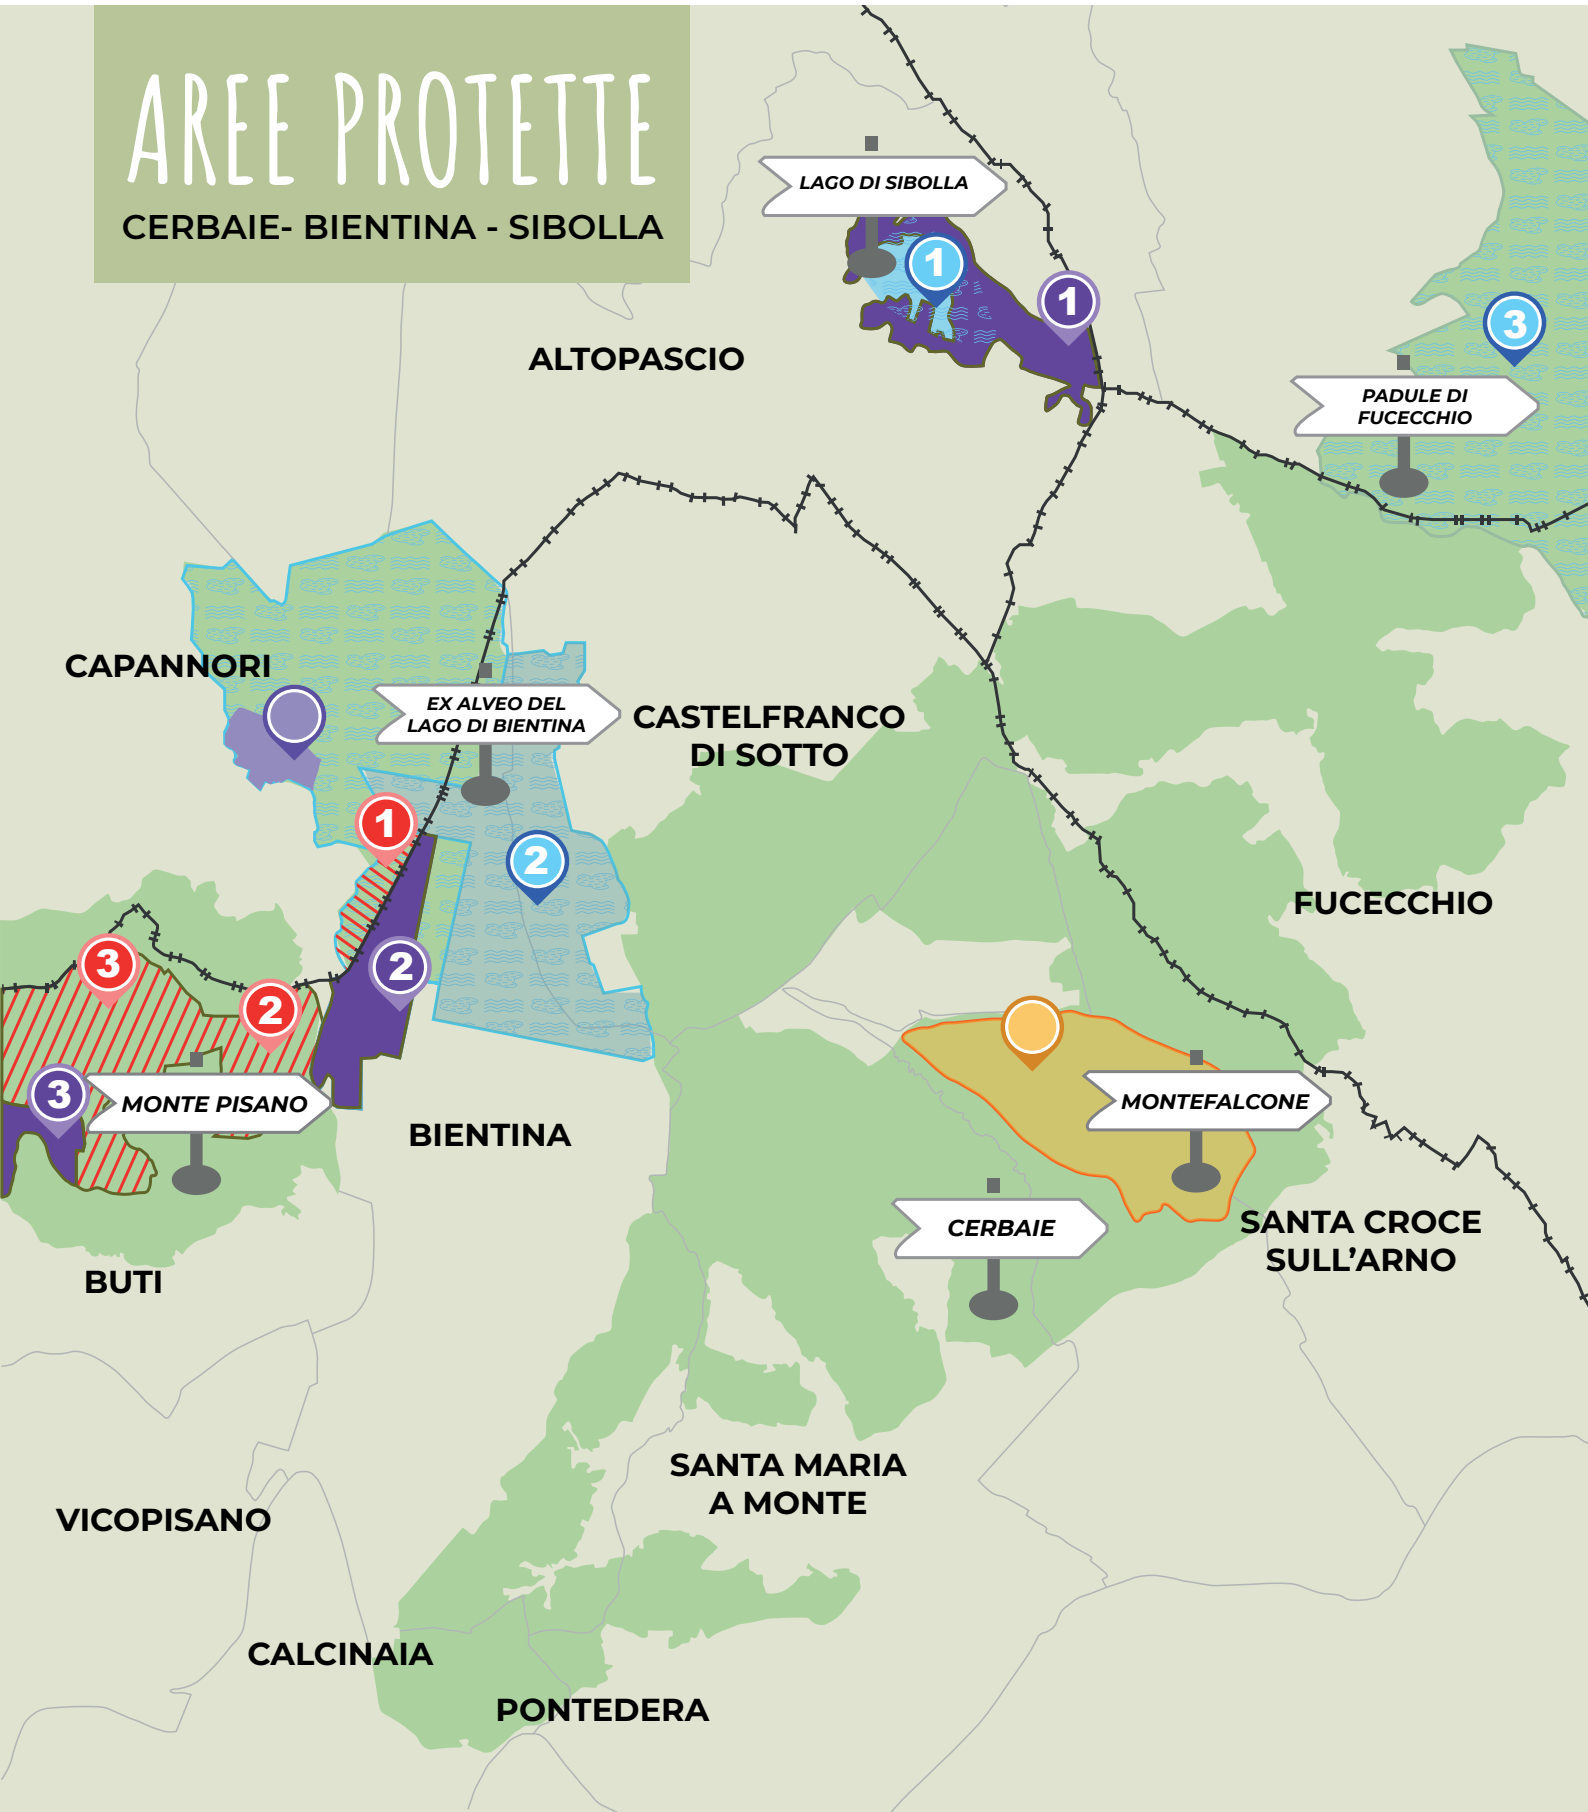 AREE PROTETTE
CERBAIE- BIENTINA - SIBOLLA
LAGO DI SIBOLLA
1
1
3
ALTOPASCIO
PADULE DI
FUCECCHIO
CAPANNORI
EX ALVEO DEL
LAGO DI BIENTINA
CASTELFRANCO
DI SOTTO
1
2
FUCECCHIO
3
2
2
3
MONTE PISANO
MONTEFALCONE
BIENTINA
CERBAIE
SANTA CROCE
SULL'ARNO
BUTI
SANTA MARIA
A MONTE
VICOPISANO
CALCINAIA
PONTEDERA